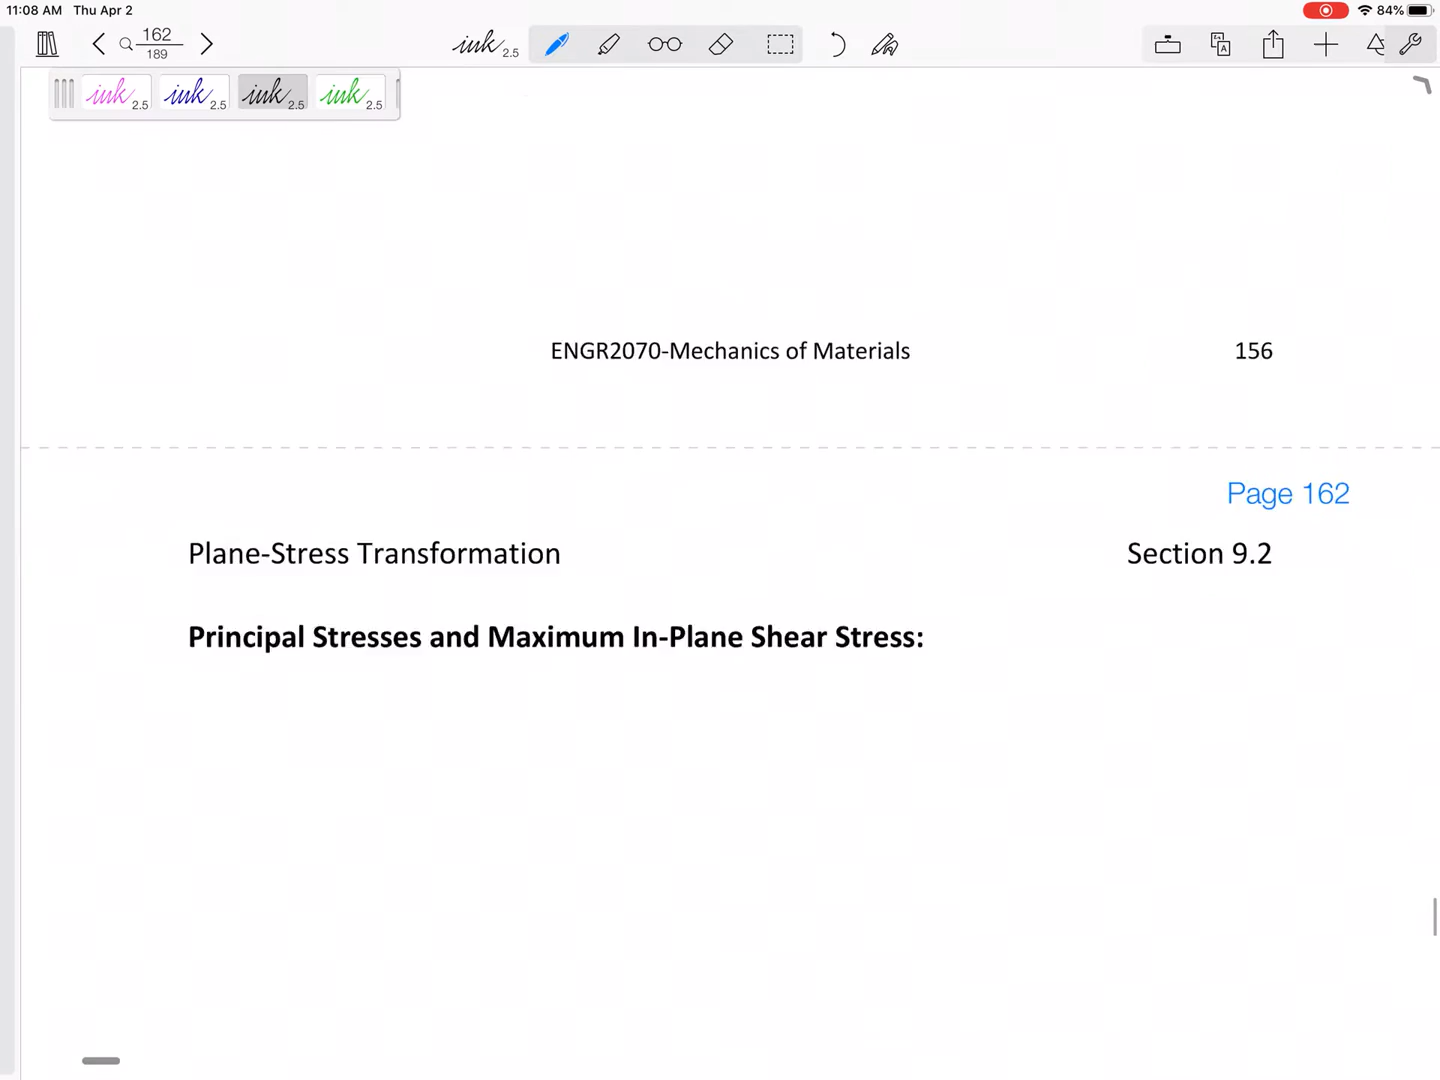 11:08 AM Thu Apr 2
84%
162
189
ink 2.5
ink 2.5
ink 2.5
ink 2.5
ink 2.5
ENGR2070-Mechanics of Materials 156
Page 162
Plane-Stress Transformation Section 9.2
Principal Stresses and Maximum In-Plane Shear Stress: